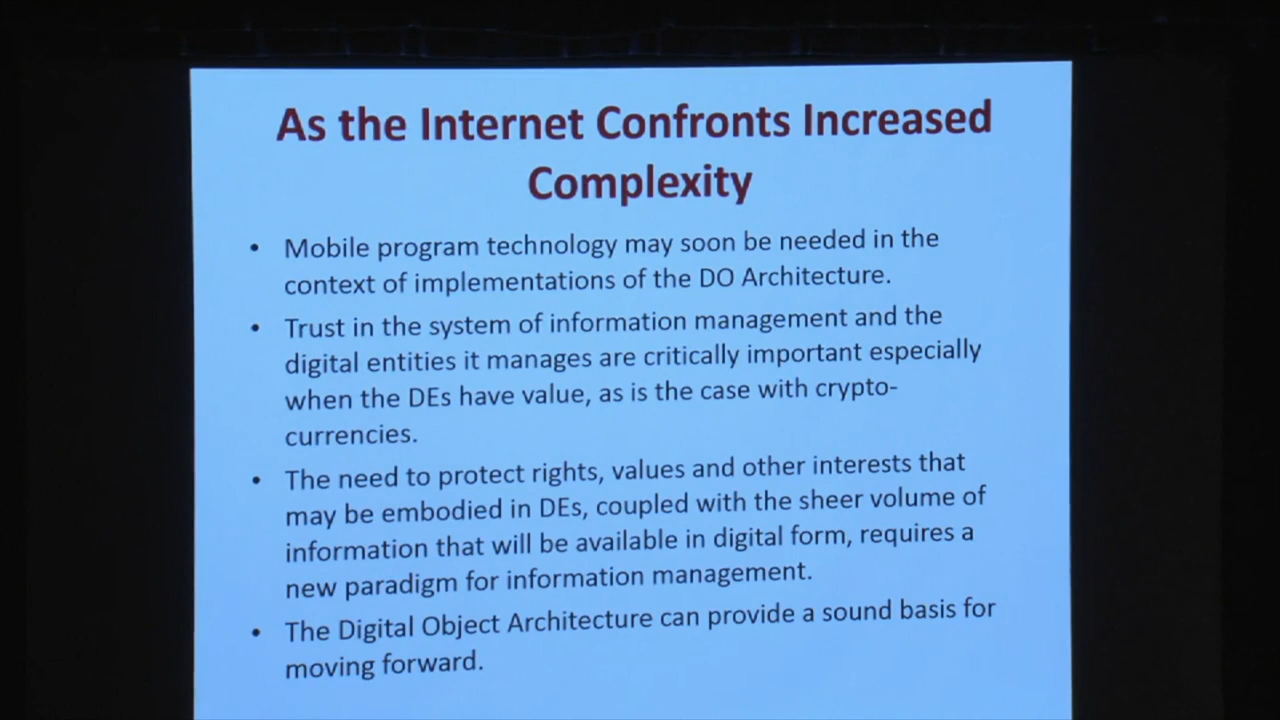 As the Internet Confronts Increased
Complexity
• Mobile program technology may soon be needed in the
context of implementations of the DO Architecture.
• Trust in the system of information management and the
digital entities it manages are critically important especially
when the DEs have value, as is the case with crypto-
currencies.
• The need to protect rights, values and other interests that
may be embodied in DEs, coupled with the sheer volume of
information that will be available in digital form, requires a
new paradigm for information management.
• The Digital Object Architecture can provide a sound basis for
moving forward.